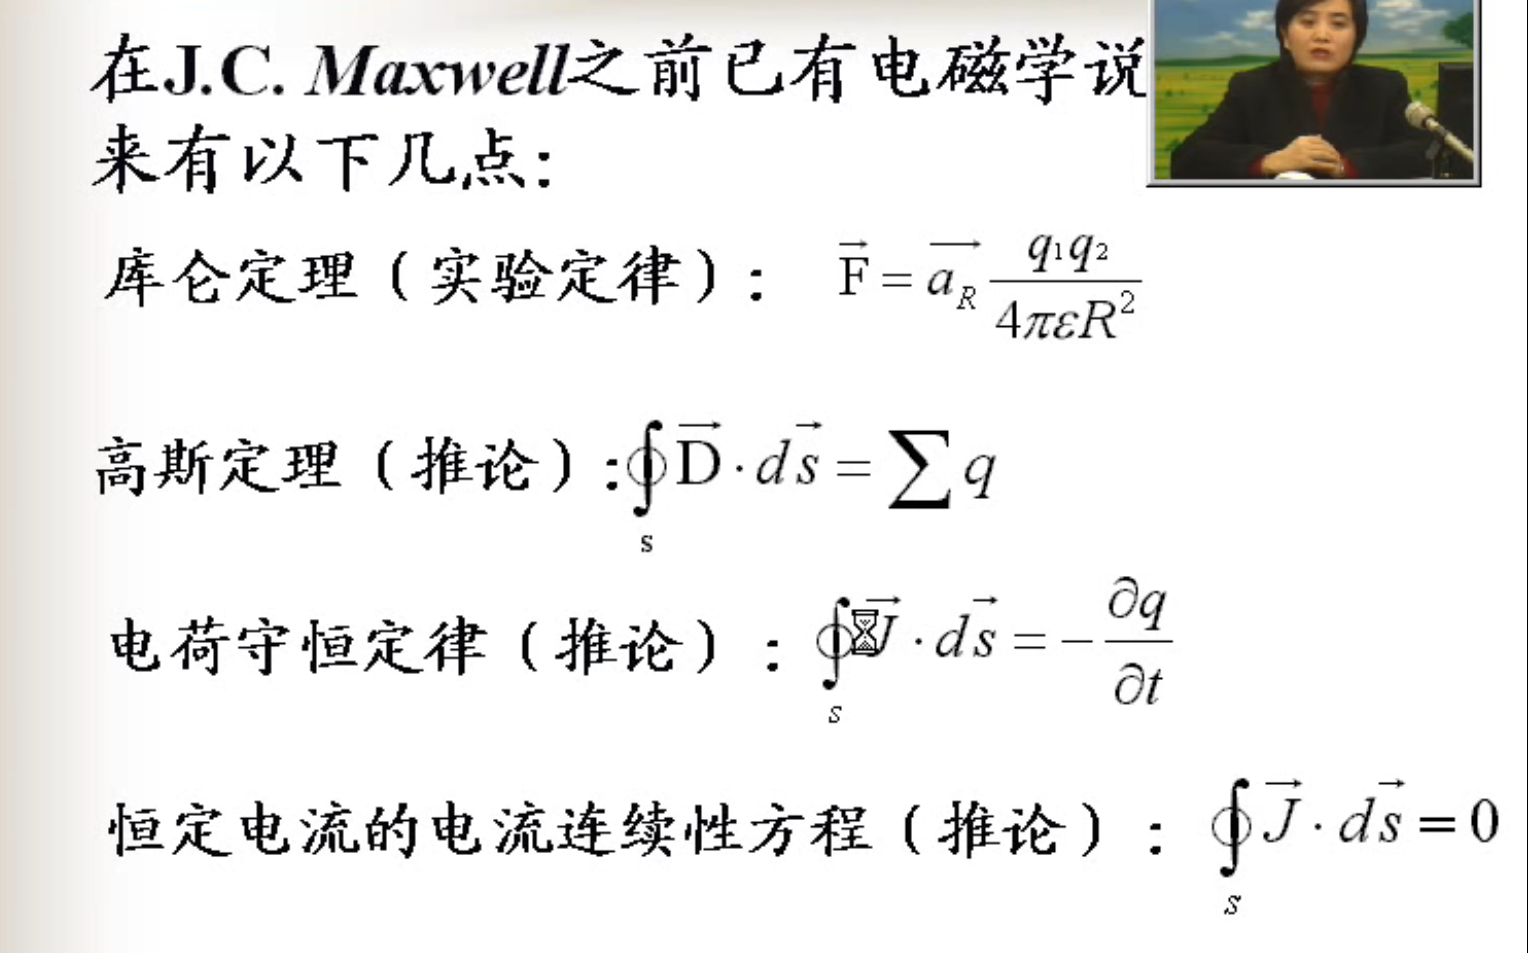 在J.C. Maxwell之前已有电磁学说
来有以下几点：
库仑定理（实验定律）： $\vec{F} = \vec{a_R} \frac{q_1 q_2}{4\pi\varepsilon R^2}$
高斯定理（推论）： $\oint_s \vec{D} \cdot d\vec{s} = \sum q$
电荷守恒定律（推论）： $\oint_s \vec{J} \cdot d\vec{s} = -\frac{\partial q}{\partial t}$
恒定电流的电流连续性方程（推论）： $\oint_s \vec{J} \cdot d\vec{s} = 0$